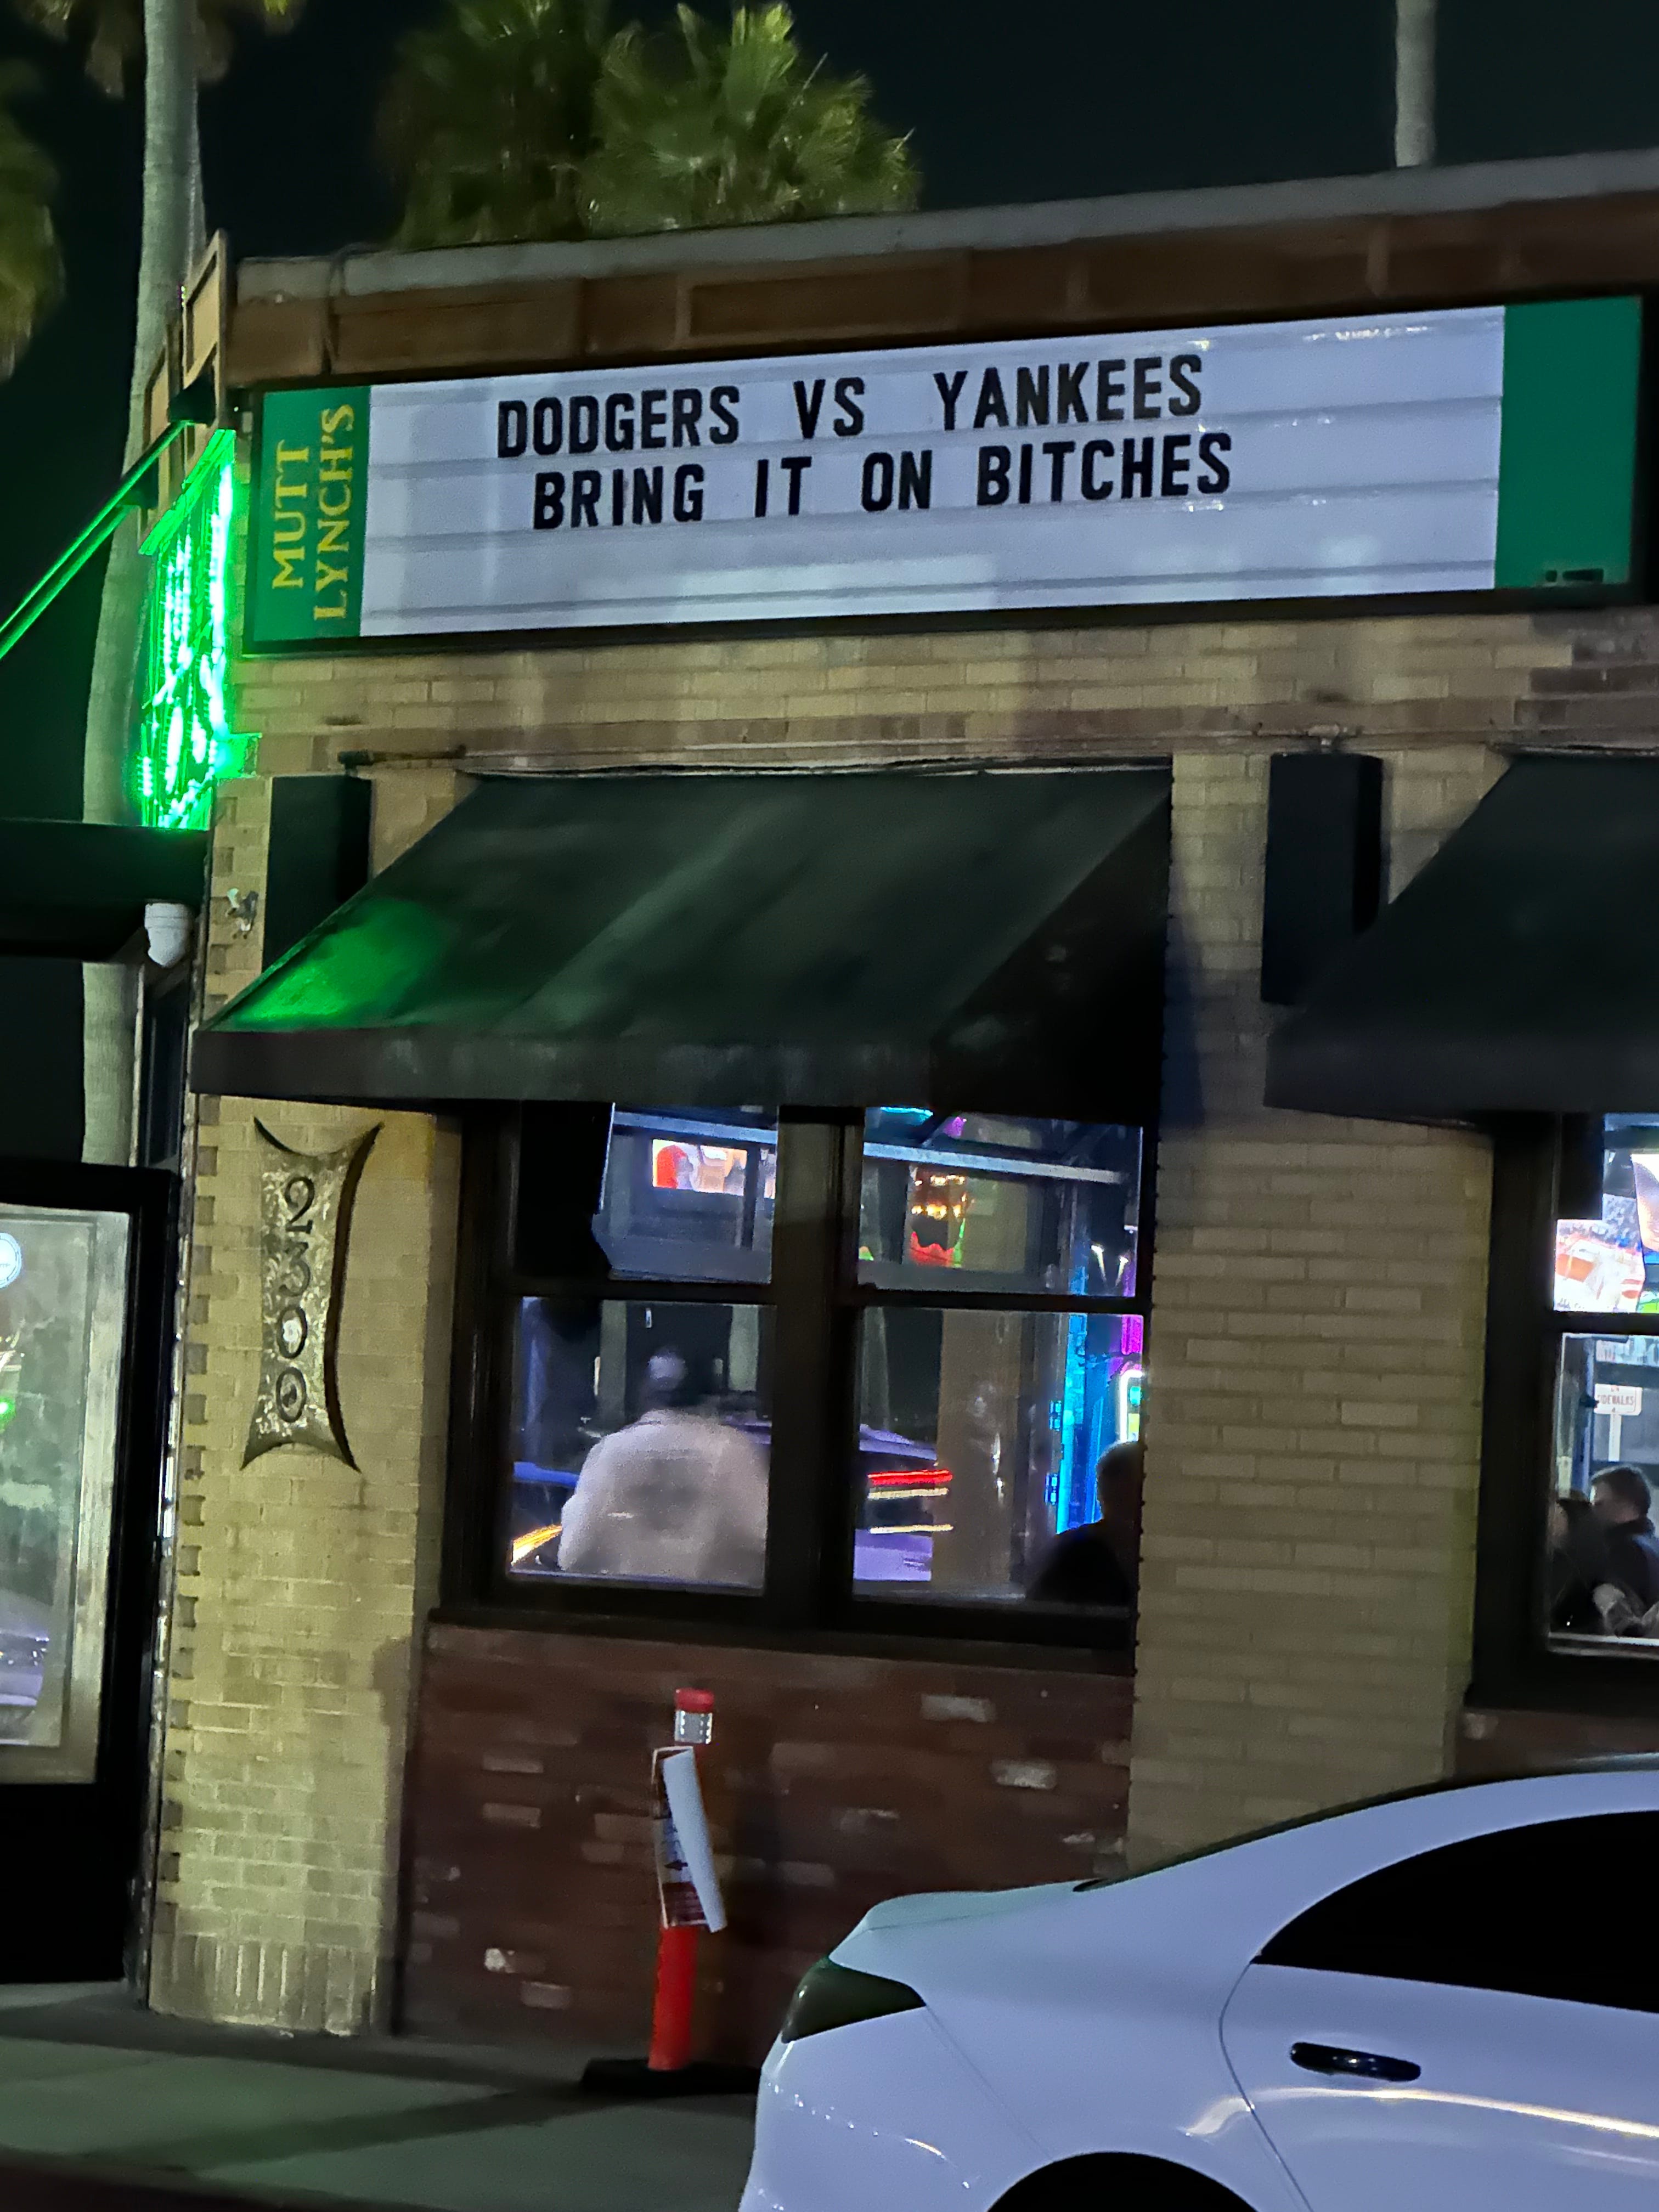 DODGERS VS YANKEES
BRING IT ON BITCHES
MUTT
LYNCH'S
2300